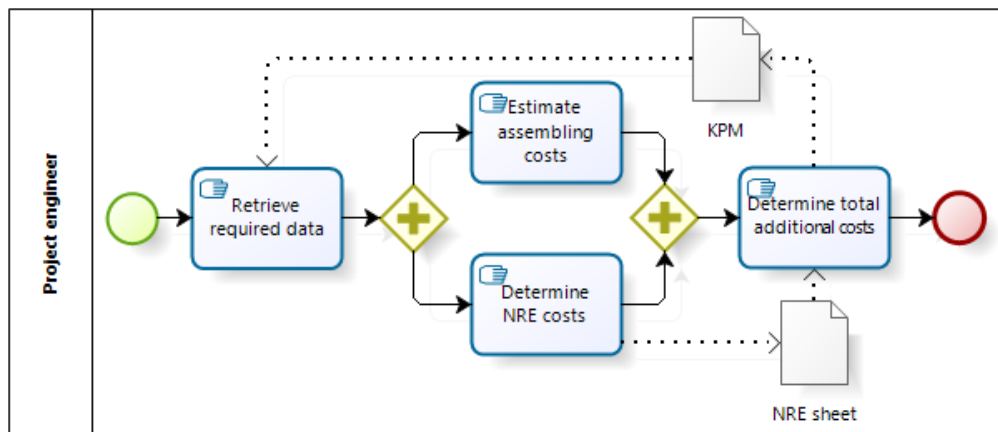 Project engineer
KPM
Estimate
assembling
costs
Retrieve
required data
Determine total
additional costs
Determine
NRE costs
NRE sheet